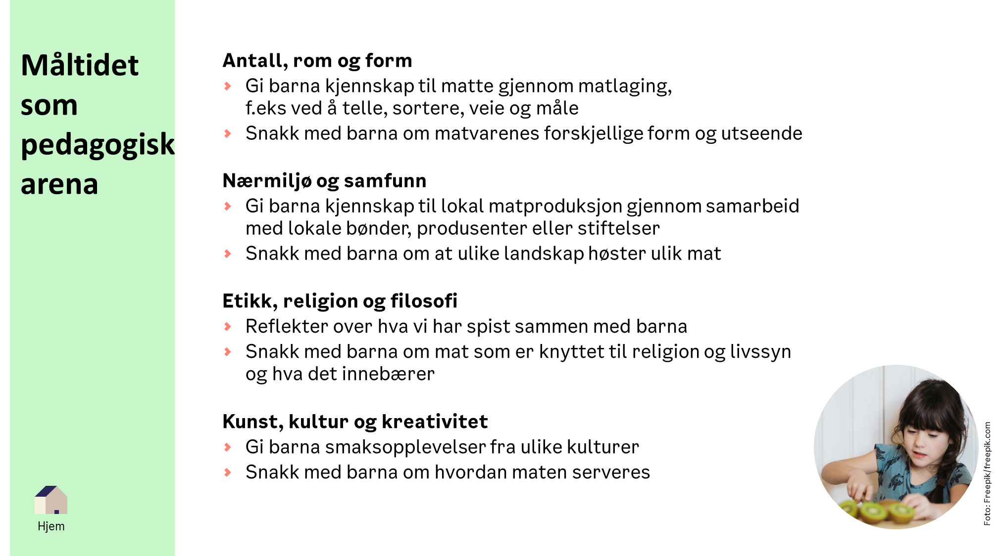 Måltidet
som
pedagogisk
arena
Antall, rom og form
Gi barna kjennskap til matte gjennom matlaging,
f.eks ved å telle, sortere, veie og måle
Snakk med barna om matvarenes forskjellige form og utseende
Nærmiljø og samfunn
Gi barna kjennskap til lokal matproduksjon gjennom samarbeid
med lokale bønder, produsenter eller stiftelser
Snakk med barna om at ulike landskap høster ulik mat
Etikk, religion og filosofi
Reflekter over hva vi har spist sammen med barna
Snakk med barna om mat som er knyttet til religion og livssyn
og hva det innebærer
Kunst, kultur og kreativitet
Gi barna smaksopplevelser fra ulike kulturer
Snakk med barna om hvordan maten serveres
Hjem
Foto: Freepik/freepik.com